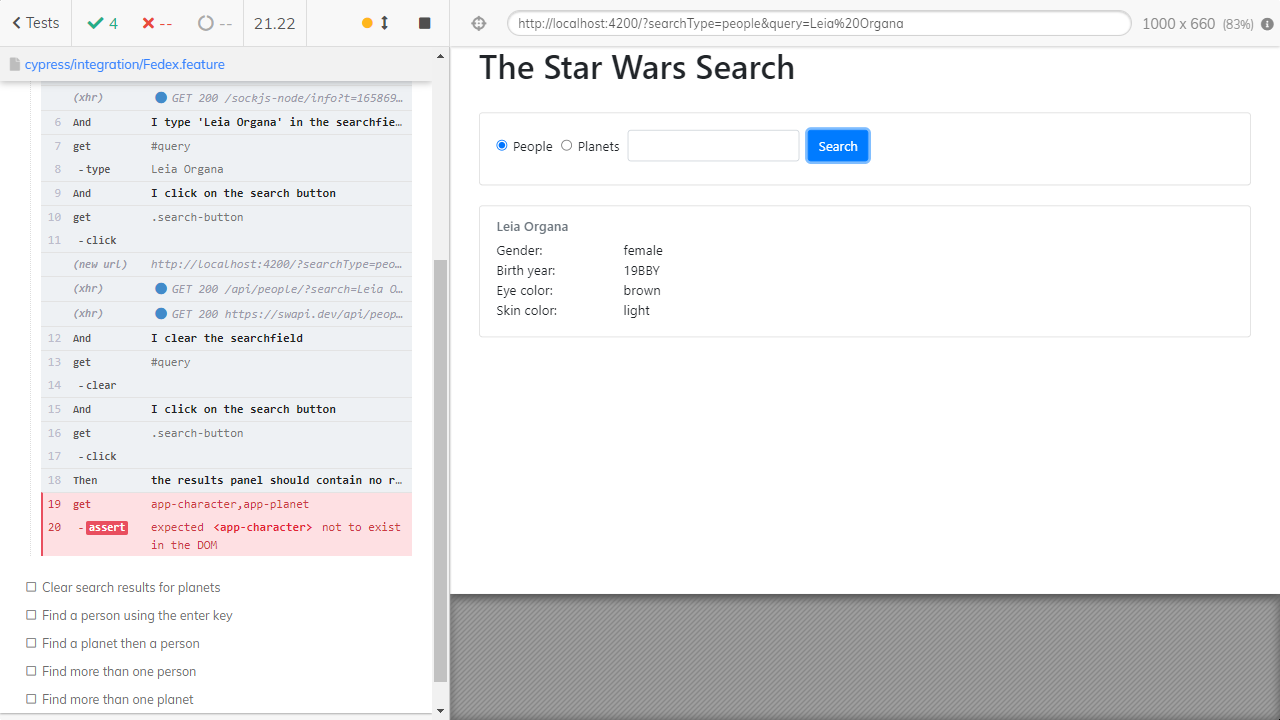 Tests
4
--
--
21.22
cypress/integration/Fedex.feature
(xhr) GET 200 /sockjs-node/info?t=165869…
6 And I type 'Leia Organa' in the searchfie…
7 get #query
8 -type Leia Organa
9 And I click on the search button
10 get .search-button
11 -click
(new url) http://localhost:4200/?searchType=peo…
(xhr) GET 200 /api/people/?search=Leia O…
(xhr) GET 200 https://swapi.dev/api/peop…
12 And I clear the searchfield
13 get #query
14 -clear
15 And I click on the search button
16 get .search-button
17 -click
18 Then the results panel should contain no r…
19 get app-character,app-planet
20 -assert expected <app-character> not to exist
in the DOM
Clear search results for planets
Find a person using the enter key
Find a planet then a person
Find more than one person
Find more than one planet
http://localhost:4200/?searchType=people&query=Leia%20Organa
1000 x 660 (83%)
The Star Wars Search
People Planets Search
Leia Organa
Gender: female
Birth year: 19BBY
Eye color: brown
Skin color: light